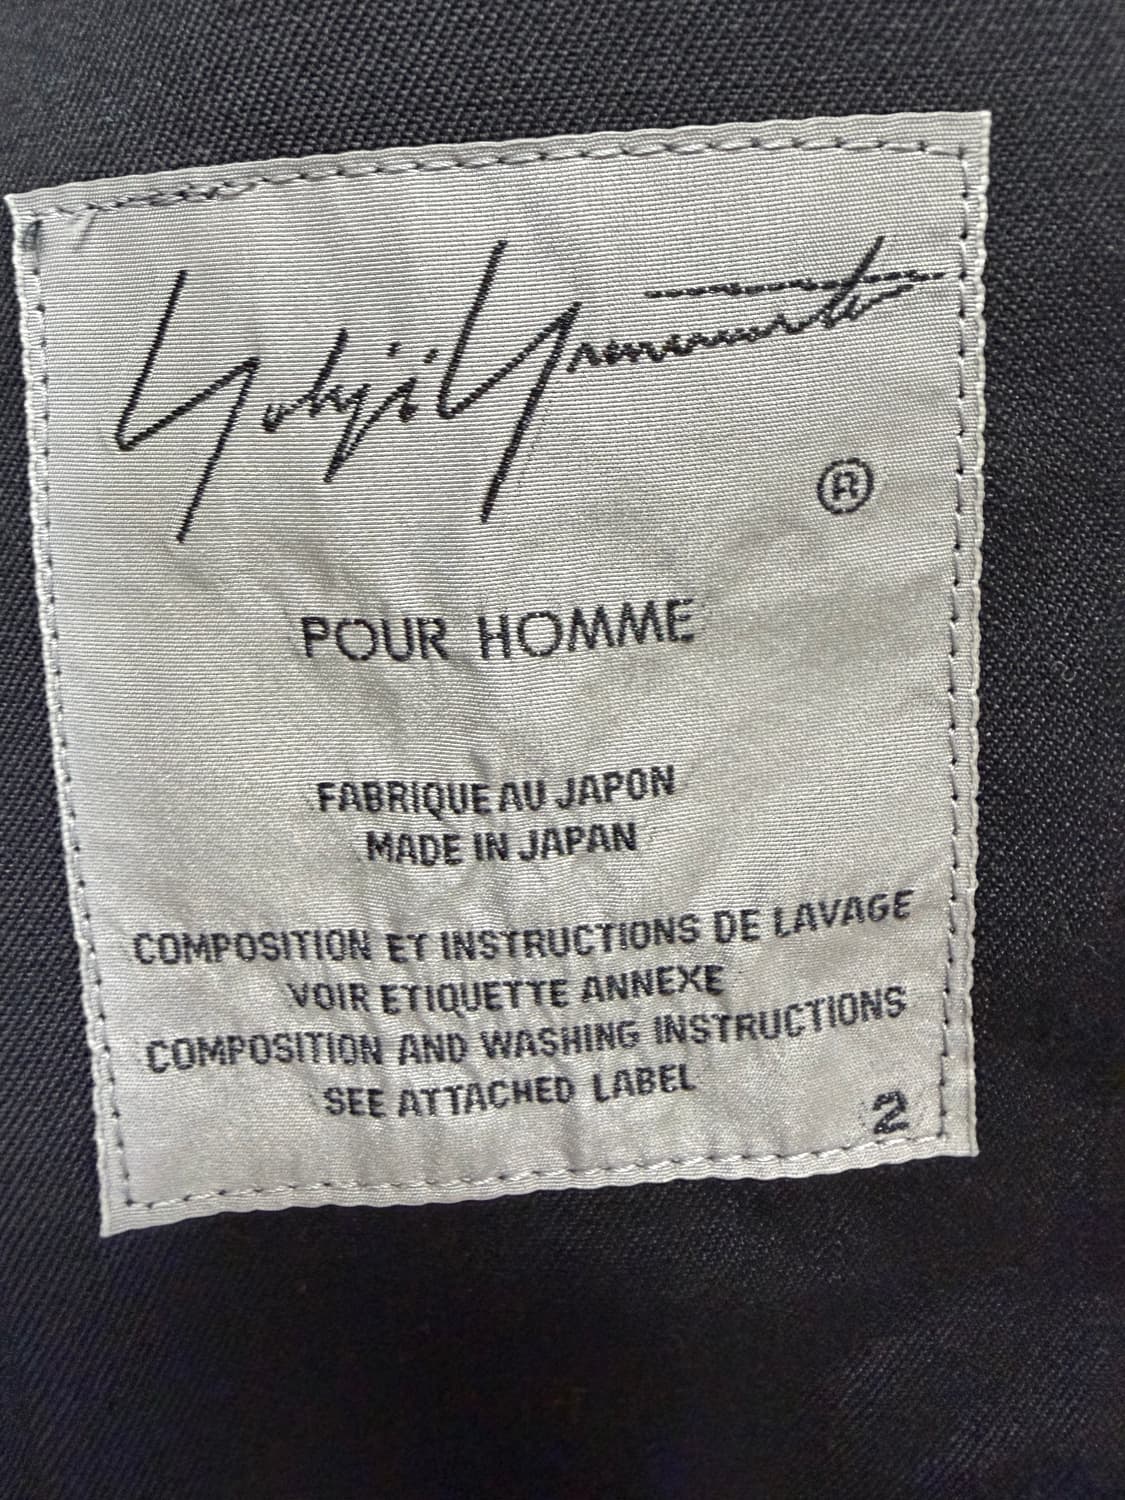 Yohji Yamamoto
®
POUR HOMME
FABRIQUE AU JAPON
MADE IN JAPAN
COMPOSITION ET INSTRUCTIONS DE LAVAGE
VOIR ETIQUETTE ANNEXE
COMPOSITION AND WASHING INSTRUCTIONS
SEE ATTACHED LABEL
2